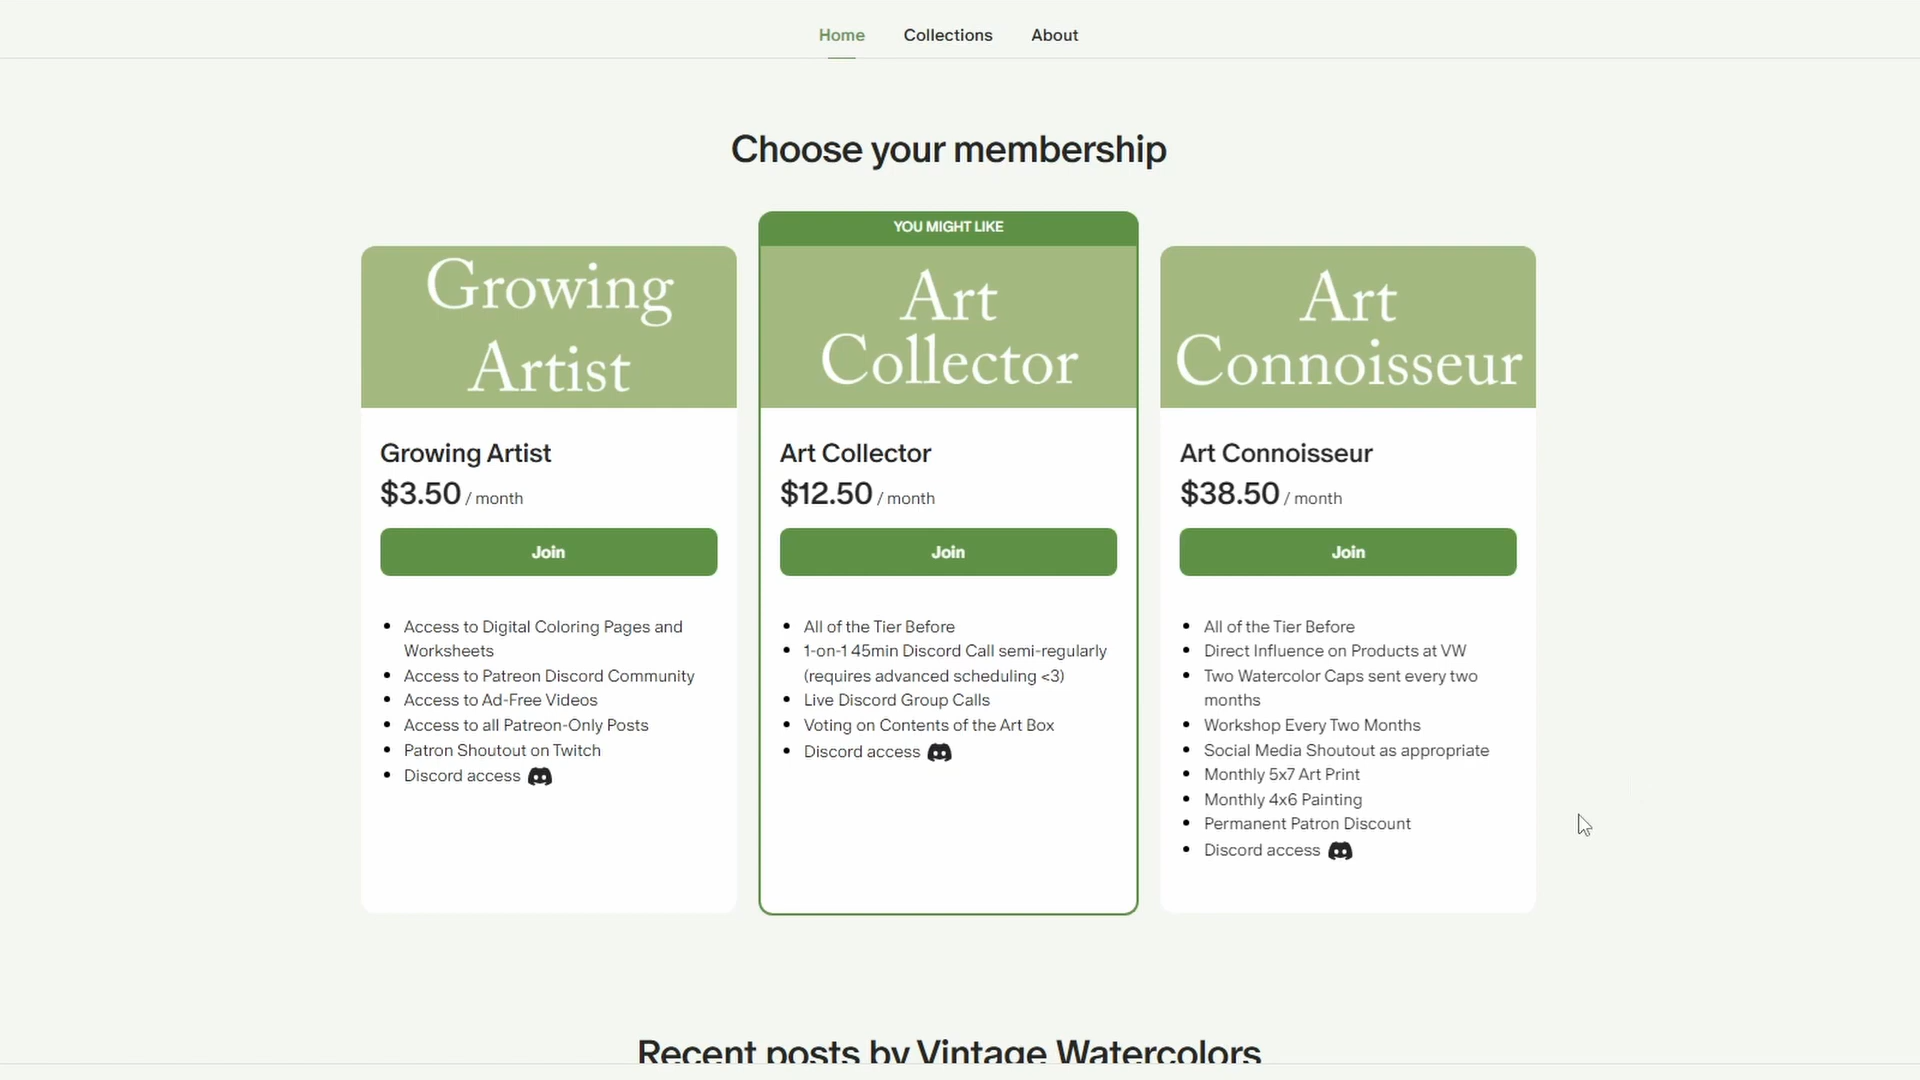 Home
Collections
About
Choose your membership
YOU MIGHT LIKE
Growing
Artist
Growing Artist
$3.50 / month
Join
Access to Digital Coloring Pages and
Worksheets
Access to Patreon Discord Community
Access to Ad-Free Videos
Access to all Patreon-Only Posts
Patron Shoutout on Twitch
Discord access
Art
Collector
Art Collector
$12.50 / month
Join
All of the Tier Before
1-on-1 45min Discord Call semi-regularly
(requires advanced scheduling <3)
Live Discord Group Calls
Voting on Contents of the Art Box
Discord access
Art
Connoisseur
Art Connoisseur
$38.50 / month
Join
All of the Tier Before
Direct Influence on Products at VW
Two Watercolor Caps sent every two
months
Workshop Every Two Months
Social Media Shoutout as appropriate
Monthly 5x7 Art Print
Monthly 4x6 Painting
Permanent Patron Discount
Discord access
Recent posts by Vintage Watercolors